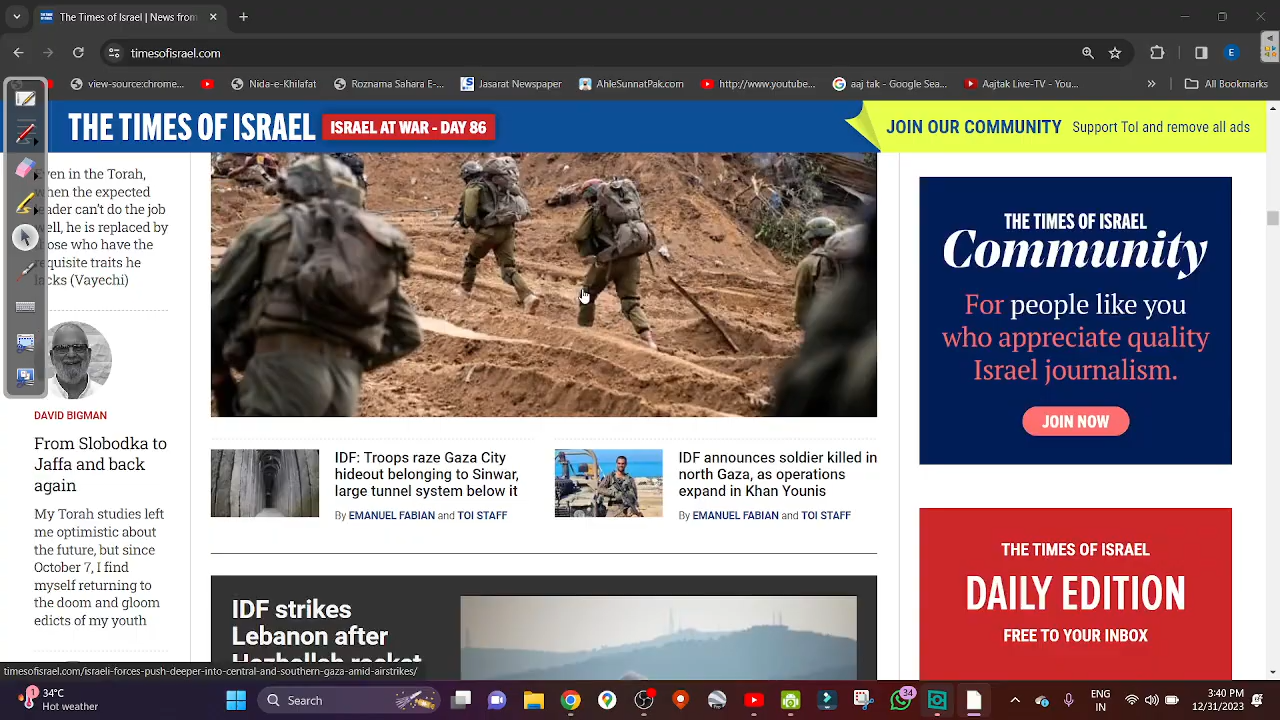 The Times of Israel | News from
timesofisrael.com
view-source:chrome...
Nida-e-Khilafat
Roznama Sahara E-...
Jasarat Newspaper
AhleSunnatPak.com
http://www.youtube...
aaj tak - Google Sea...
Aajtak Live-TV - You...
»
All Bookmarks
E
THE TIMES OF ISRAEL
ISRAEL AT WAR - DAY 86
JOIN OUR COMMUNITY Support ToI and remove all ads
in the Torah,
when the expected
can't do the job
he is replaced by
who have the
requisite traits he
lacks (Vayechi)
DAVID BIGMAN
From Slobodka to
Jaffa and back
again
My Torah studies left
me optimistic about
the future, but since
October 7, I find
myself returning to
the doom and gloom
edicts of my youth
IDF: Troops raze Gaza City
hideout belonging to Sinwar,
large tunnel system below it
By EMANUEL FABIAN and TOI STAFF
IDF announces soldier killed in
north Gaza, as operations
expand in Khan Younis
By EMANUEL FABIAN and TOI STAFF
IDF strikes
Lebanon after
Hezbollah rocket
THE TIMES OF ISRAEL
Community
For people like you
who appreciate quality
Israel journalism.
JOIN NOW
THE TIMES OF ISRAEL
DAILY EDITION
FREE TO YOUR INBOX
timesofisrael.com/israeli-forces-push-deeper-into-central-and-southern-gaza-amid-airstrikes/
34°C
Hot weather
Search
34
ENG
IN
3:40 PM
12/31/2023